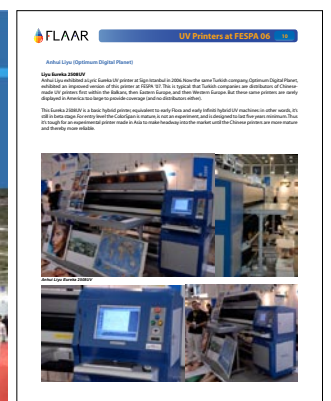 FLAAR
UV Printers at FESPA 06
Anhui Liyu (Optimum Digital Planet)
Liyu Eureka 2508UV
Anhui Liyu exhibited a Lyric Eureka UV printer at Sign Istanbul in 2006. Now the same Turkish company, Optimum Digital Planet,
exhibited an improved version of this printer at FESPA '07. This is typical that Turkish companies are distributors of Chinese-
made UV printers first within the Balkans, then Eastern Europe, and then Western Europe. But these same printers are rarely
displayed in America too large to provide coverage (and no distributors either).
This Eureka 2508UV is a basic hybrid printer, equivalent to early Flora and early Infiniti hybrid UV machines in other words, it's
still in beta-stage. For entry level the ColorSpan is mature, is not an experiment, and is designed to last five years minimum. Thus
it's tough for an experimental printer made in Asia to make headway into the market until the Chinese printers are more mature
and thereby more reliable.
Anhui Liyu Eureka 2508UV